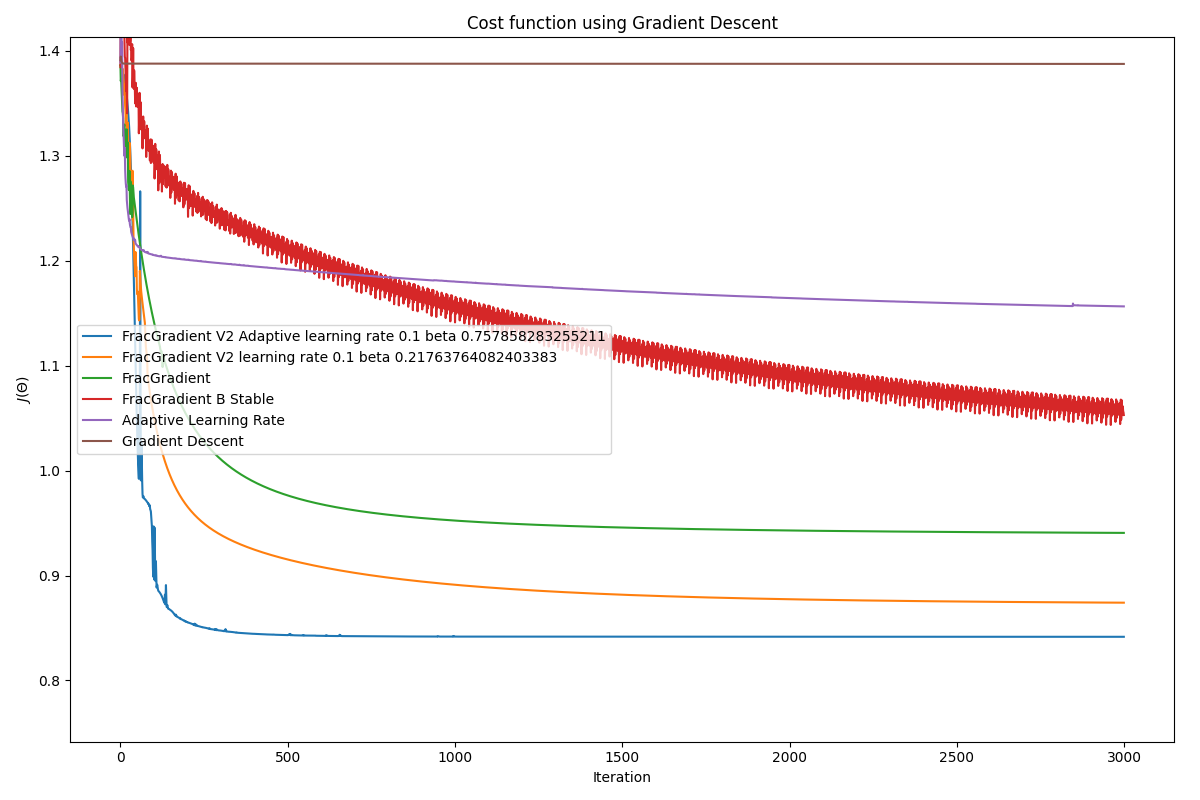 Cost function using Gradient Descent
1.4
1.3
1.2
1.1
1.0
0.9
0.8
J(Θ)
FracGradient V2 Adaptive learning rate 0.1 beta 0.757858283255211
FracGradient V2 learning rate 0.1 beta 0.21763764082403383
FracGradient
FracGradient B Stable
Adaptive Learning Rate
Gradient Descent
0 500 1000 1500 2000 2500 3000
Iteration